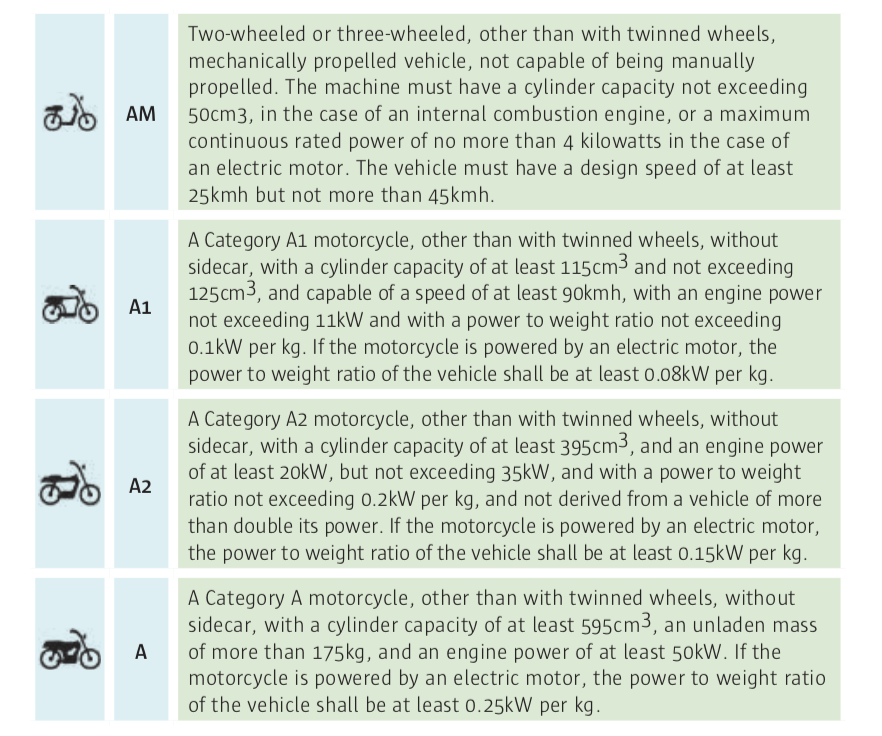 AM
Two-wheeled or three-wheeled, other than with twinned wheels,
mechanically propelled vehicle, not capable of being manually
propelled. The machine must have a cylinder capacity not exceeding
50cm3, in the case of an internal combustion engine, or a maximum
continuous rated power of no more than 4 kilowatts in the case of
an electric motor. The vehicle must have a design speed of at least
25kmh but not more than 45kmh.
A1
A Category A1 motorcycle, other than with twinned wheels, without
sidecar, with a cylinder capacity of at least 115cm³ and not exceeding
125cm³, and capable of a speed of at least 90kmh, with an engine power
not exceeding 11kW and with a power to weight ratio not exceeding
0.1kW per kg. If the motorcycle is powered by an electric motor, the
power to weight ratio of the vehicle shall be at least 0.08kW per kg.
A2
A Category A2 motorcycle, other than with twinned wheels, without
sidecar, with a cylinder capacity of at least 395cm³, and an engine power
of at least 20kW, but not exceeding 35kW, and with a power to weight
ratio not exceeding 0.2kW per kg, and not derived from a vehicle of more
than double its power. If the motorcycle is powered by an electric motor,
the power to weight ratio of the vehicle shall be at least 0.15kW per kg.
A
A Category A motorcycle, other than with twinned wheels, without
sidecar, with a cylinder capacity of at least 595cm³, an unladen mass
of more than 175kg, and an engine power of at least 50kW. If the
motorcycle is powered by an electric motor, the power to weight ratio
of the vehicle shall be at least 0.25kW per kg.